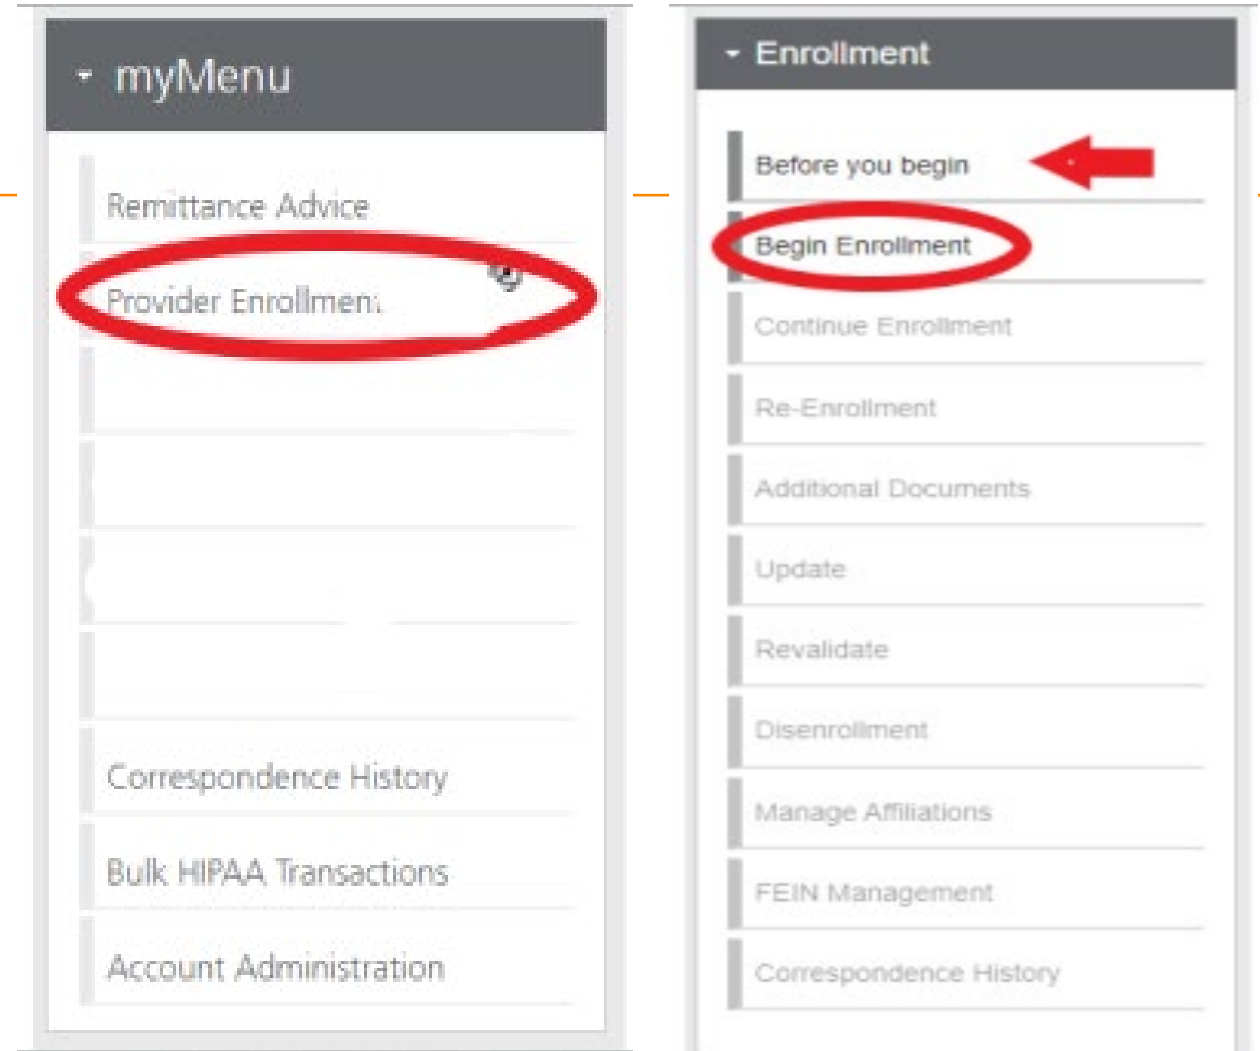 myMenu
Remittance Advice
Provider Enrollment
Correspondence History
Bulk HIPAA Transactions
Account Administration
Enrollment
Before you begin
Begin Enrollment
Continue Enrollment
Re-Enrollment
Additional Documents
Update
Revalidate
Disenrollment
Manage Affiliations
FEIN Management
Correspondence History